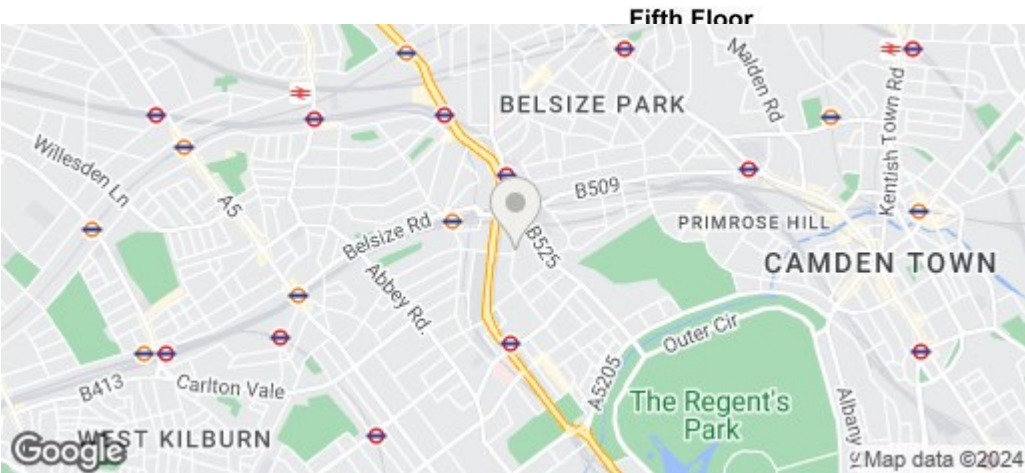 Fifth Floor
BELSIZE PARK
Malden Rd
Kentish Town Rd
Willesden Ln
A5
B509
PRIMROSE HILL
Belsize Rd
B525
CAMDEN TOWN
Abbey Rd.
Outer Cir
A5205
B413
Carlton Vale
The Regent's
Park
Albany
WEST KILBURN
Google
Map data ©2024